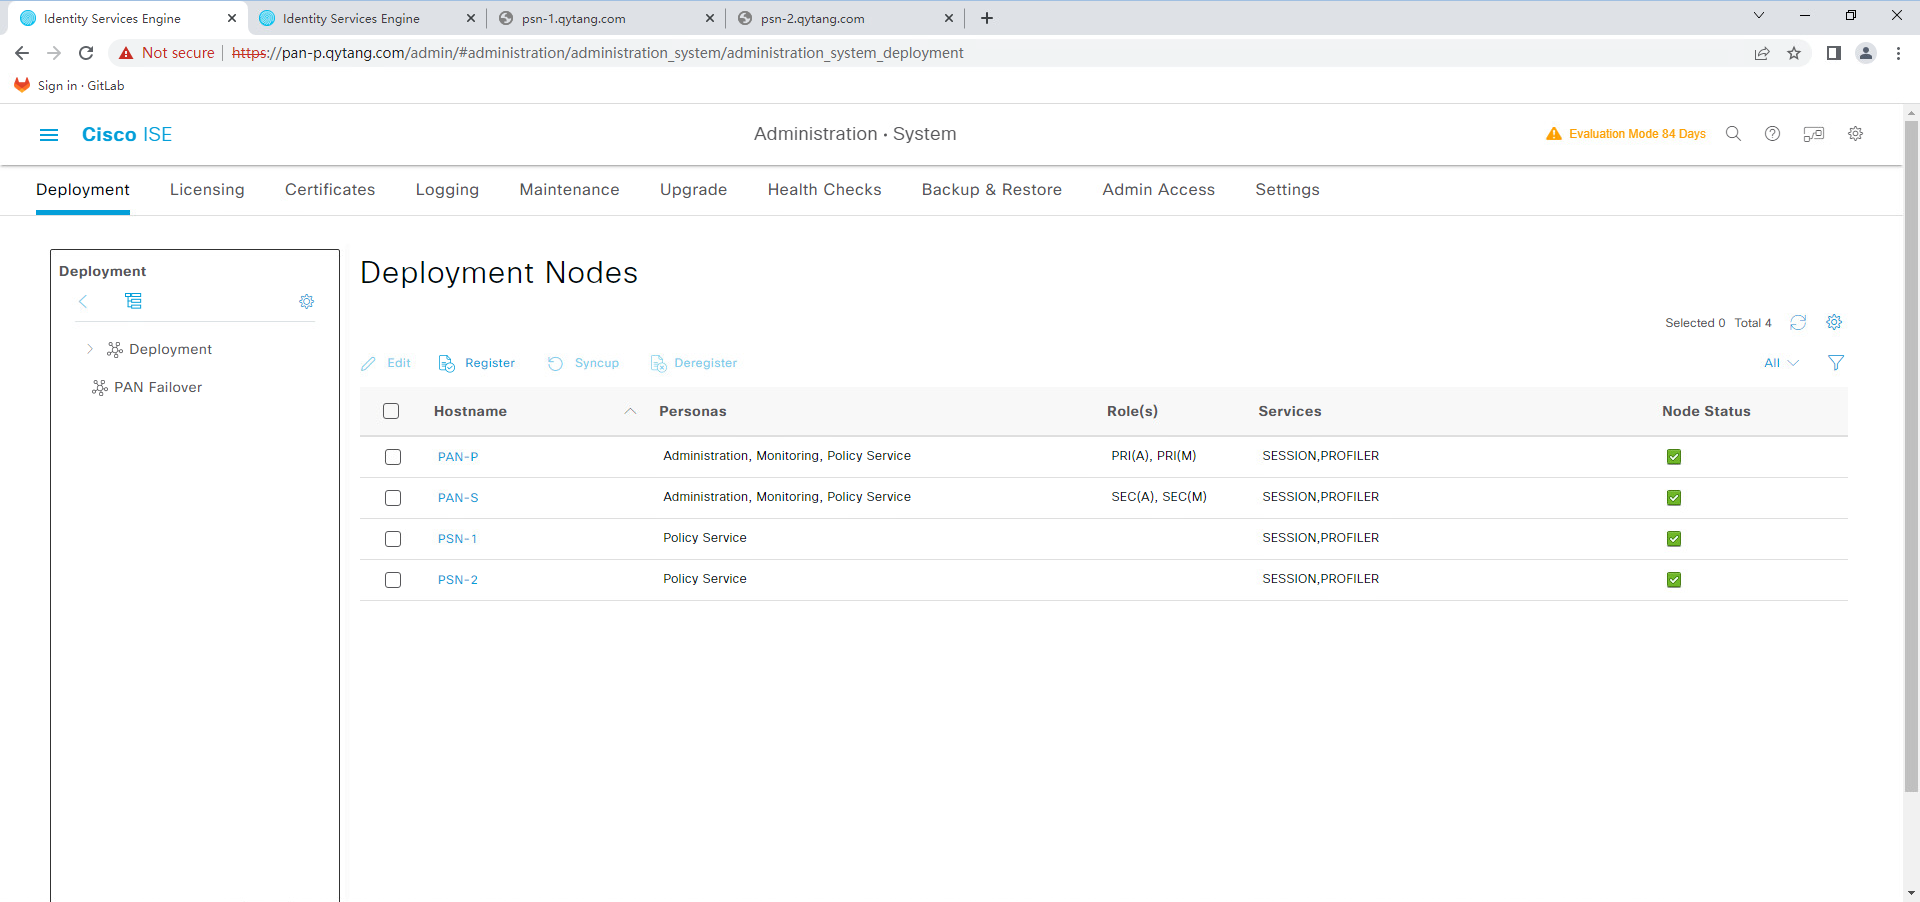 Identity Services Engine
Identity Services Engine
psn-1.qytang.com
psn-2.qytang.com
Not secure
https://pan-p.qytang.com/admin/#administration/administration_system/administration_system_deployment
Sign in · GitLab
Cisco ISE
Administration · System
Evaluation Mode 84 Days
Deployment Licensing Certificates Logging Maintenance Upgrade Health Checks Backup & Restore Admin Access Settings
Deployment
Deployment
PAN Failover
Deployment Nodes
Selected 0 Total 4
Edit Register Syncup Deregister All
Hostname Personas Role(s) Services Node Status
PAN-P Administration, Monitoring, Policy Service PRI(A), PRI(M) SESSION,PROFILER
PAN-S Administration, Monitoring, Policy Service SEC(A), SEC(M) SESSION,PROFILER
PSN-1 Policy Service SESSION,PROFILER
PSN-2 Policy Service SESSION,PROFILER